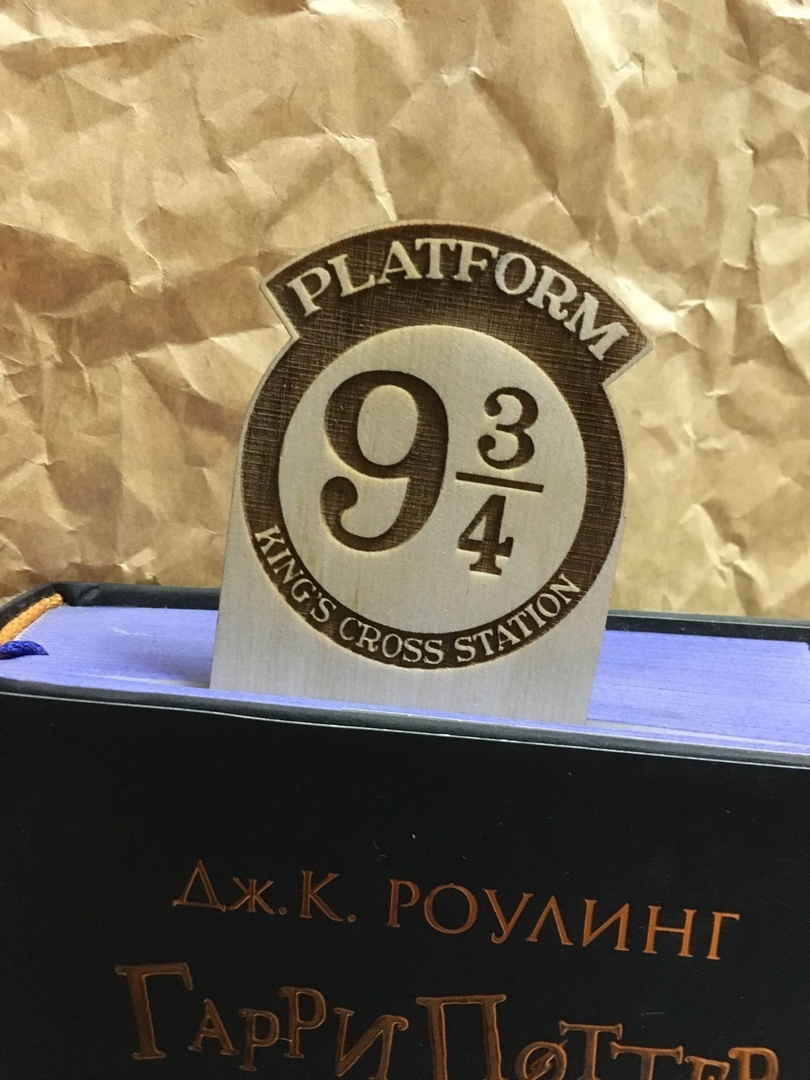 PLATFORM
9 3/4
KING'S CROSS STATION
Дж. К. РОУЛИНГ
ГАРРИ ПОТТЕР